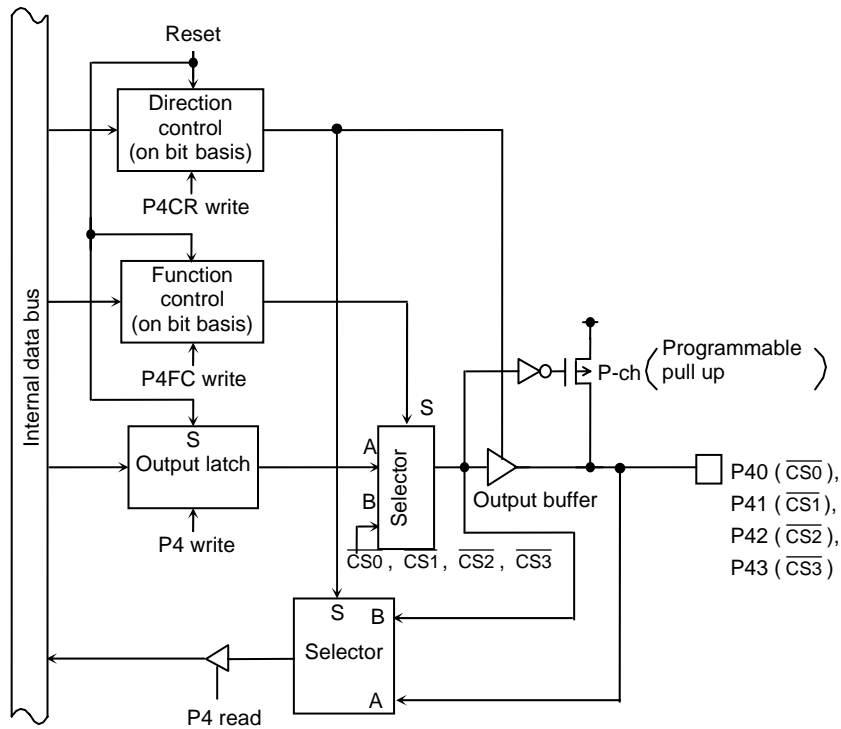 Reset
Direction
control
(on bit basis)
P4CR write
Function
control
(on bit basis)
P4FC write
Internal data bus
S
Output latch
P4 write
A
B
S
Selector
CS0, CS1, CS2, CS3
Output buffer
P-ch
(Programmable
pull up)
P40 (CS0),
P41 (CS1),
P42 (CS2),
P43 (CS3)
S
B
Selector
A
P4 read